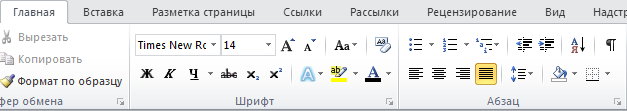 Главная Вставка Разметка страницы Ссылки Рассылки Рецензирование Вид Надстр
Вырезать Times New Ro 14 А А Аа
Копировать
Ж К Ч abc x₂ x² A ab A А Я ¶
Формат по образцу
фер обмена Шрифт Абзац